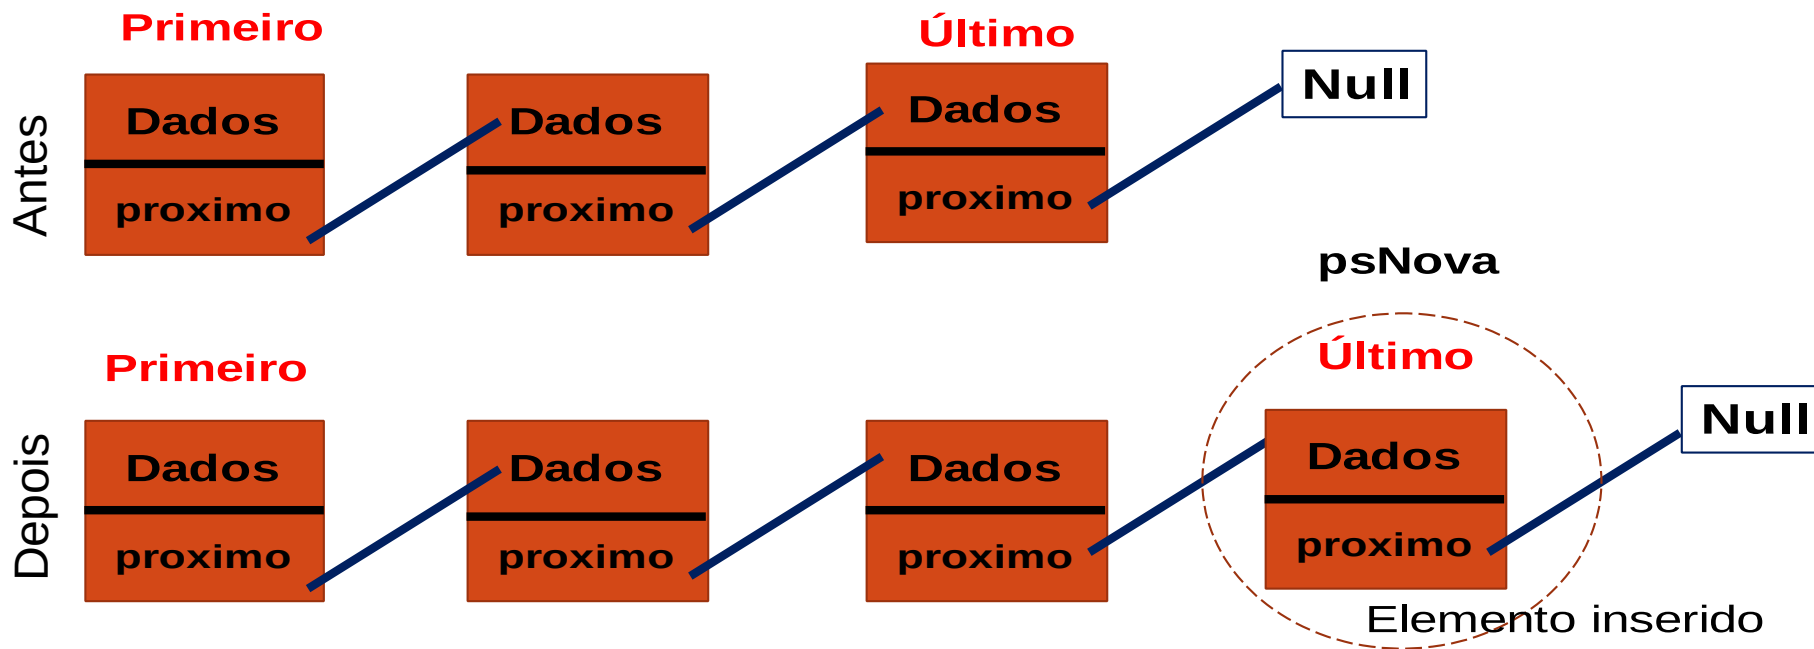 Primeiro
Último
Antes
Dados
Dados
Dados
Null
proximo
proximo
proximo
psNova
Primeiro
Último
Depois
Dados
Dados
Dados
Dados
Null
proximo
proximo
proximo
proximo
Elemento inserido